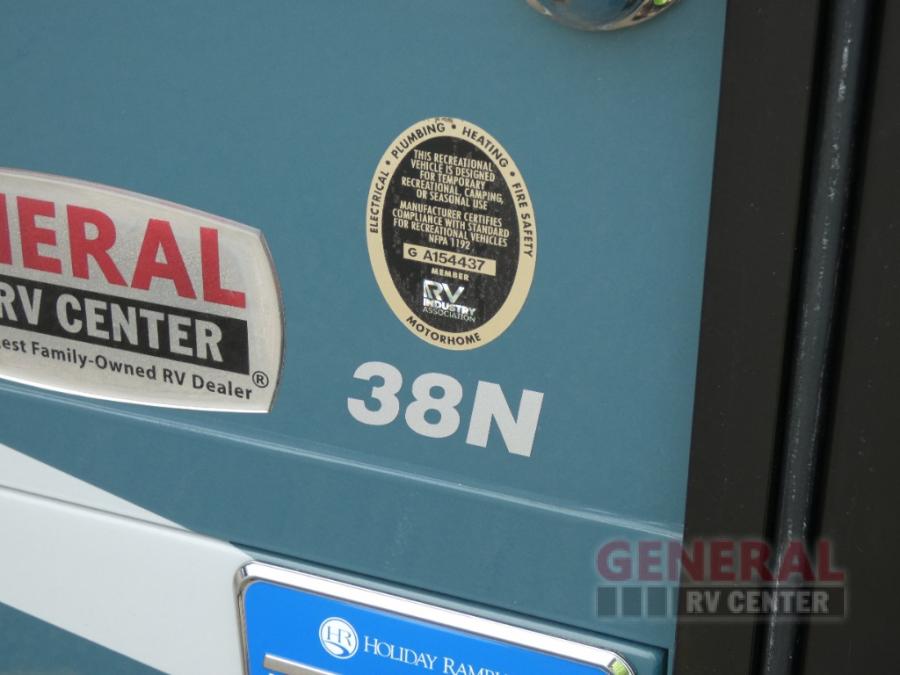 ELECTRICAL • PLUMBING • HEATING • FIRE SAFETY
THIS RECREATIONAL
VEHICLE IS DESIGNED
FOR TEMPORARY
RECREATIONAL, CAMPING,
OR SEASONAL USE
MANUFACTURER CERTIFIES
COMPLIANCE WITH STANDARD
FOR RECREATIONAL VEHICLES
NFPA 1192
G A154437
MEMBER
RV
INDUSTRY
ASSOCIATION
MOTORHOME
NERAL
RV CENTER
est Family-Owned RV Dealer®
38N
GENERAL
RV CENTER
HR HOLIDAY RAMB